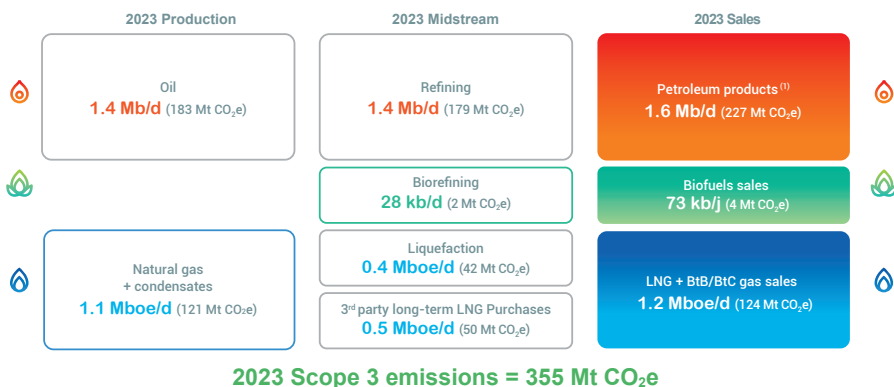 2023 Production
2023 Midstream
2023 Sales
Oil
1.4 Mb/d (183 Mt CO₂e)
Refining
1.4 Mb/d (179 Mt CO₂e)
Petroleum products (1)
1.6 Mb/d (227 Mt CO₂e)
Biorefining
28 kb/d (2 Mt CO₂e)
Biofuels sales
73 kb/j (4 Mt CO₂e)
Natural gas
+ condensates
1.1 Mboe/d (121 Mt CO₂e)
Liquefaction
0.4 Mboe/d (42 Mt CO₂e)
3rd party long-term LNG Purchases
0.5 Mboe/d (50 Mt CO₂e)
LNG + BtB/BtC gas sales
1.2 Mboe/d (124 Mt CO₂e)
2023 Scope 3 emissions = 355 Mt CO₂e